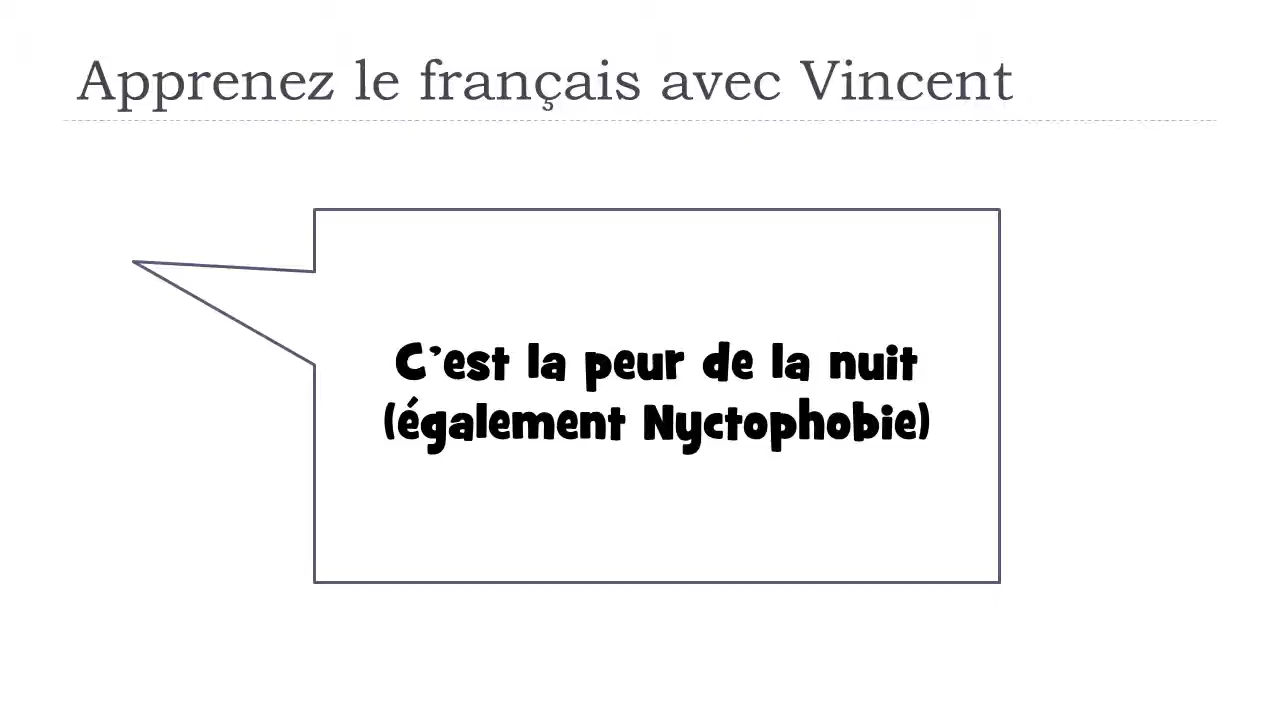 Apprenez le français avec Vincent
C'est la peur de la nuit
(également Nyctophobie)